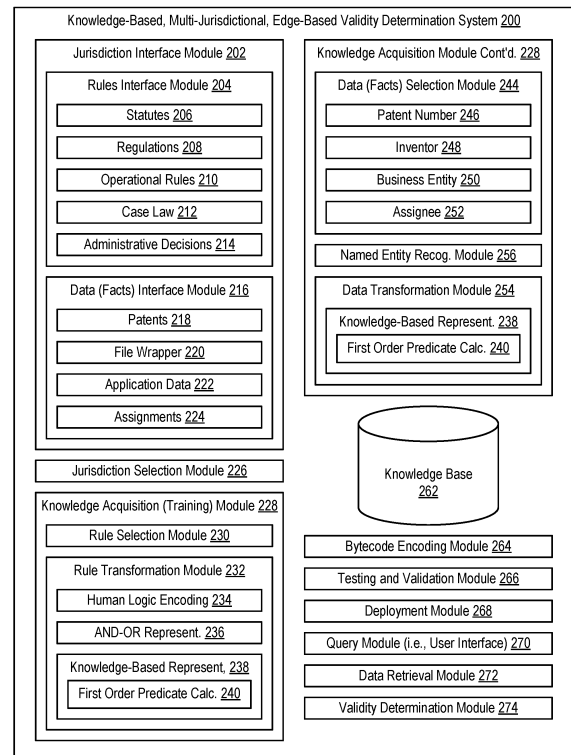 Knowledge-Based, Multi-Jurisdictional, Edge-Based Validity Determination System 200
Jurisdiction Interface Module 202
Rules Interface Module 204
Statutes 206
Regulations 208
Operational Rules 210
Case Law 212
Administrative Decisions 214
Data (Facts) Interface Module 216
Patents 218
File Wrapper 220
Application Data 222
Assignments 224
Jurisdiction Selection Module 226
Knowledge Acquisition (Training) Module 228
Rule Selection Module 230
Rule Transformation Module 232
Human Logic Encoding 234
AND-OR Represent. 236
Knowledge-Based Represent, 238
First Order Predicate Calc. 240
Knowledge Acquisition Module Cont'd. 228
Data (Facts) Selection Module 244
Patent Number 246
Inventor 248
Business Entity 250
Assignee 252
Named Entity Recog. Module 256
Data Transformation Module 254
Knowledge-Based Represent. 238
First Order Predicate Calc. 240
Knowledge Base
262
Bytecode Encoding Module 264
Testing and Validation Module 266
Deployment Module 268
Query Module (i.e., User Interface) 270
Data Retrieval Module 272
Validity Determination Module 274